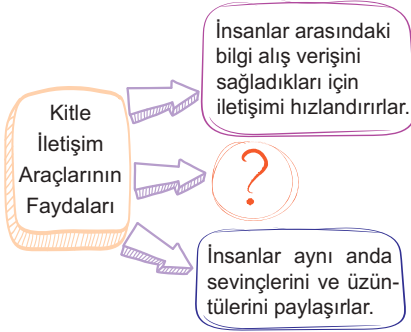 Kitle
İletişim
Araçlarının
Faydaları
İnsanlar arasındaki
bilgi alış verişini
sağladıkları için
iletişimi hızlandırırlar.
?
İnsanlar aynı anda
sevinçlerini ve üzün-
tülerini paylaşırlar.